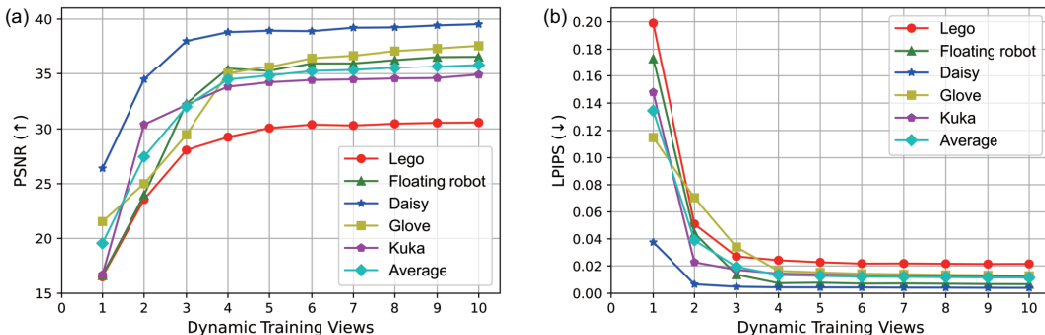 (a)
40
35
30
25
20
15
PSNR (↑)
0 1 2 3 4 5 6 7 8 9 10
Dynamic Training Views
Lego
Floating robot
Daisy
Glove
Kuka
Average
(b)
0.20
0.18
0.16
0.14
0.12
0.10
0.08
0.06
0.04
0.02
0.00
LPIPS (↓)
0 1 2 3 4 5 6 7 8 9 10
Dynamic Training Views
Lego
Floating robot
Daisy
Glove
Kuka
Average